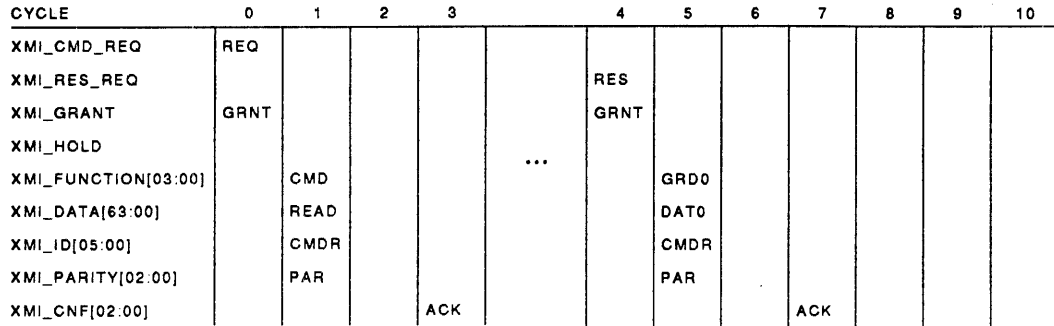 CYCLE 0 1 2 3 4 5 6 7 8 9 10
XMI_CMD_REQ REQ
XMI_RES_REQ RES
XMI_GRANT GRNT GRNT
XMI_HOLD
...
XMI_FUNCTION[03:00] CMD GRD0
XMI_DATA[63:00] READ DAT0
XMI_ID[05:00] CMDR CMDR
XMI_PARITY[02:00] PAR PAR
XMI_CNF[02:00] ACK ACK